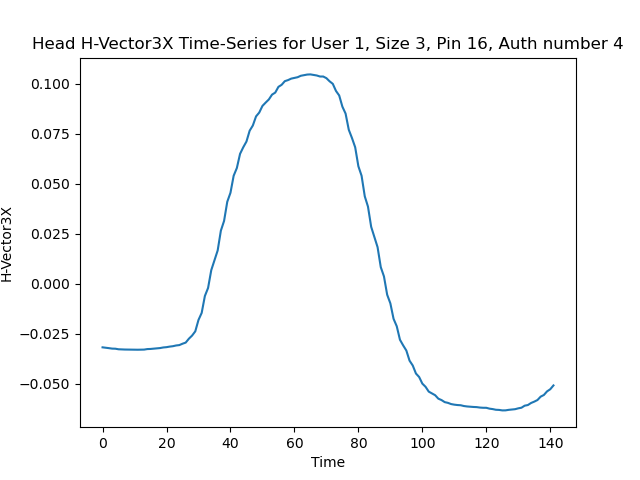 Head H-Vector3X Time-Series for User 1, Size 3, Pin 16, Auth number 4
H-Vector3X
0.100
0.075
0.050
0.025
0.000
−0.025
−0.050
0 20 40 60 80 100 120 140
Time